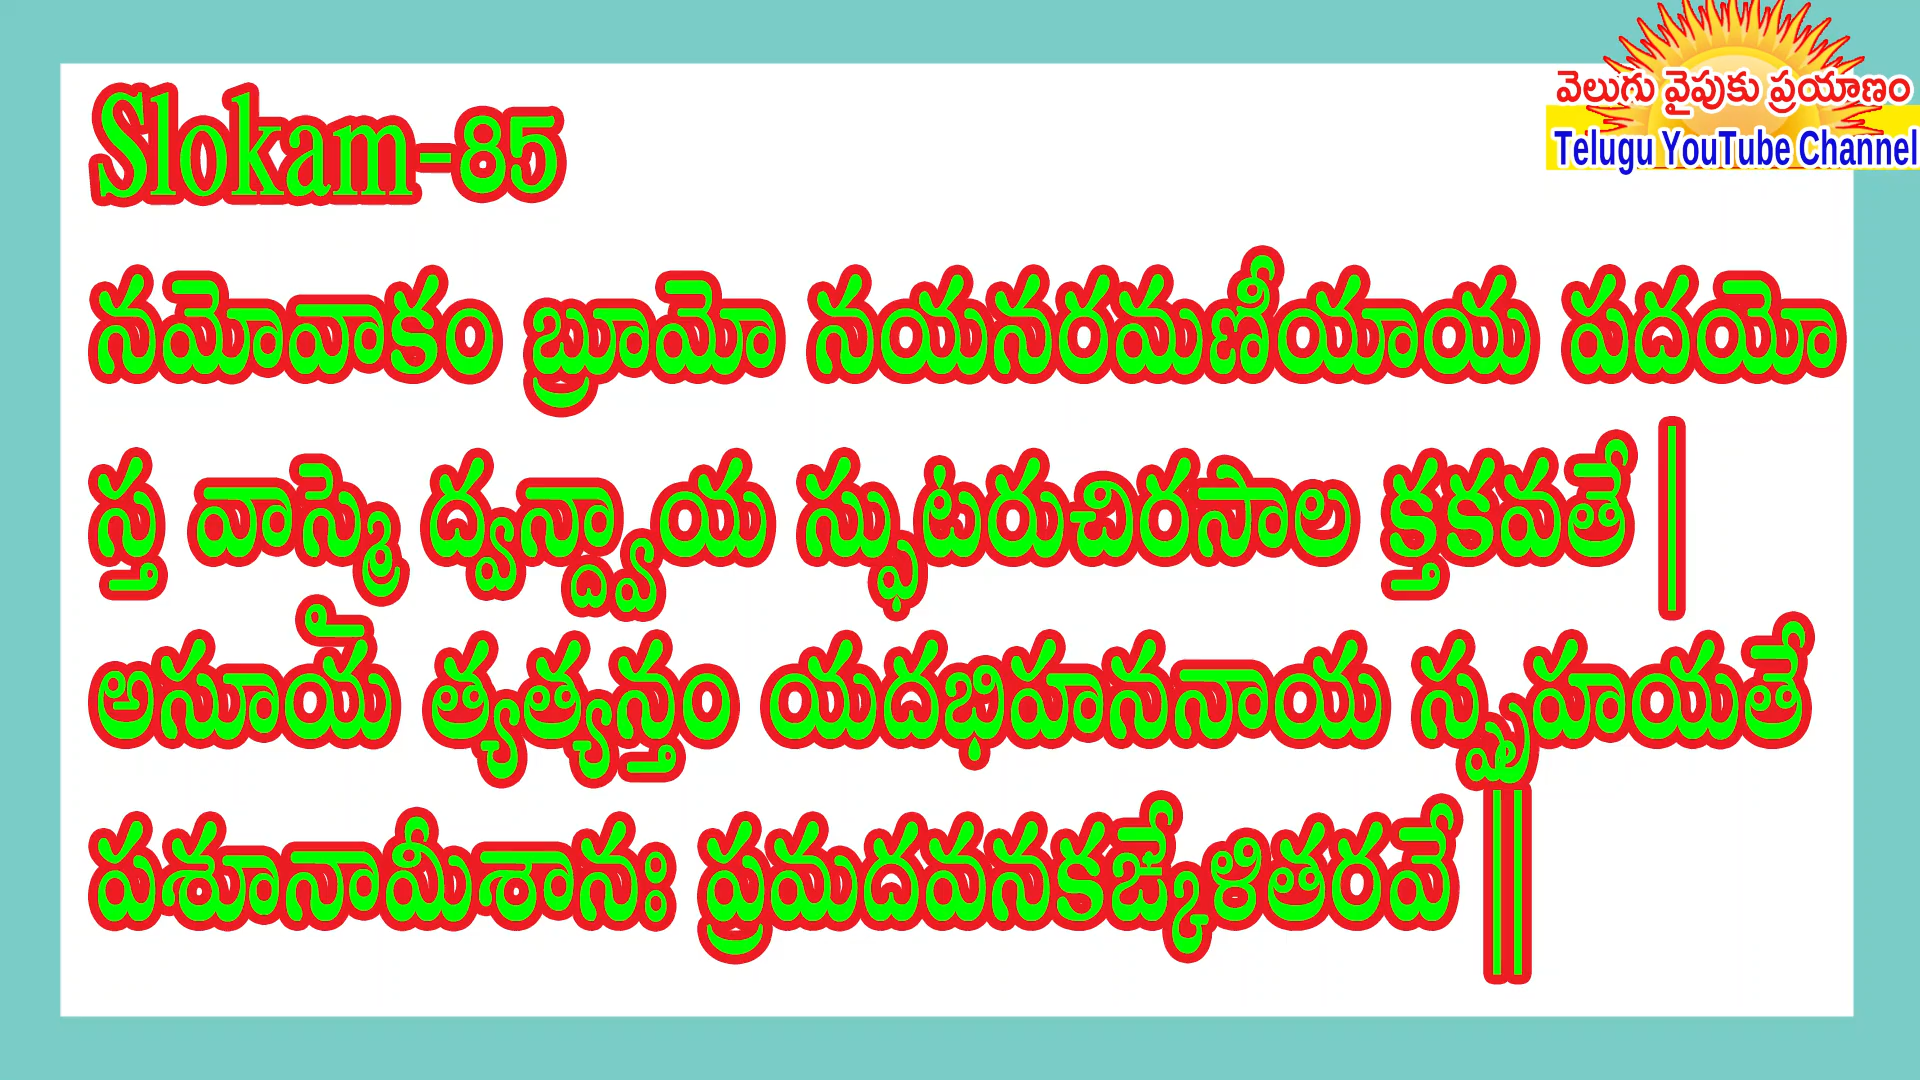 వెలుగు వైపుకు ప్రయాణం
Telugu YouTube Channel
Slokam-85
నమోవాకం బ్రూమో నయనరమణీయాయ పదయో
స్త వాస్మై ద్వన్ద్వాయ స్ఫుటరుచిరసాల క్తకవతే |
అసూయ త్యత్యన్తం యదభిహననాయ స్పృహయతే
పశూనామీశానః ప్రమదవనకఙ్కేళితరవే ||